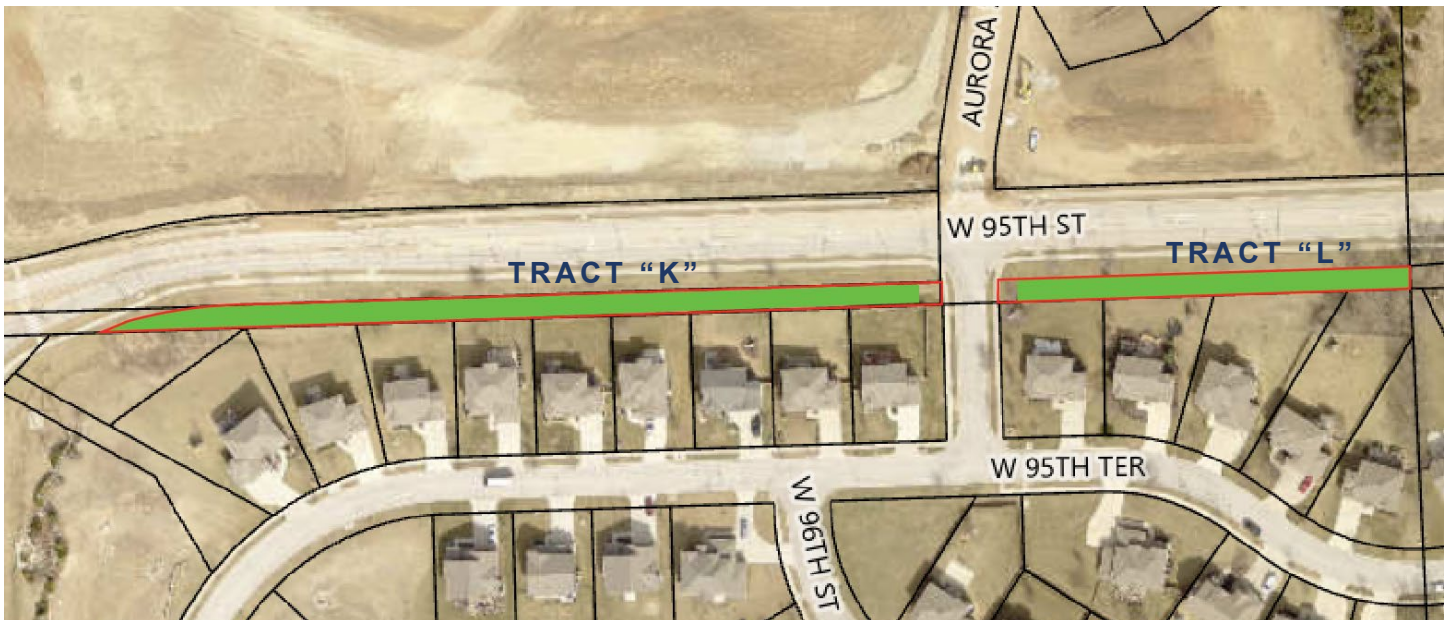 AURORA
W 95TH ST
TRACT “K”
TRACT “L”
W 95TH TER
W 96TH ST